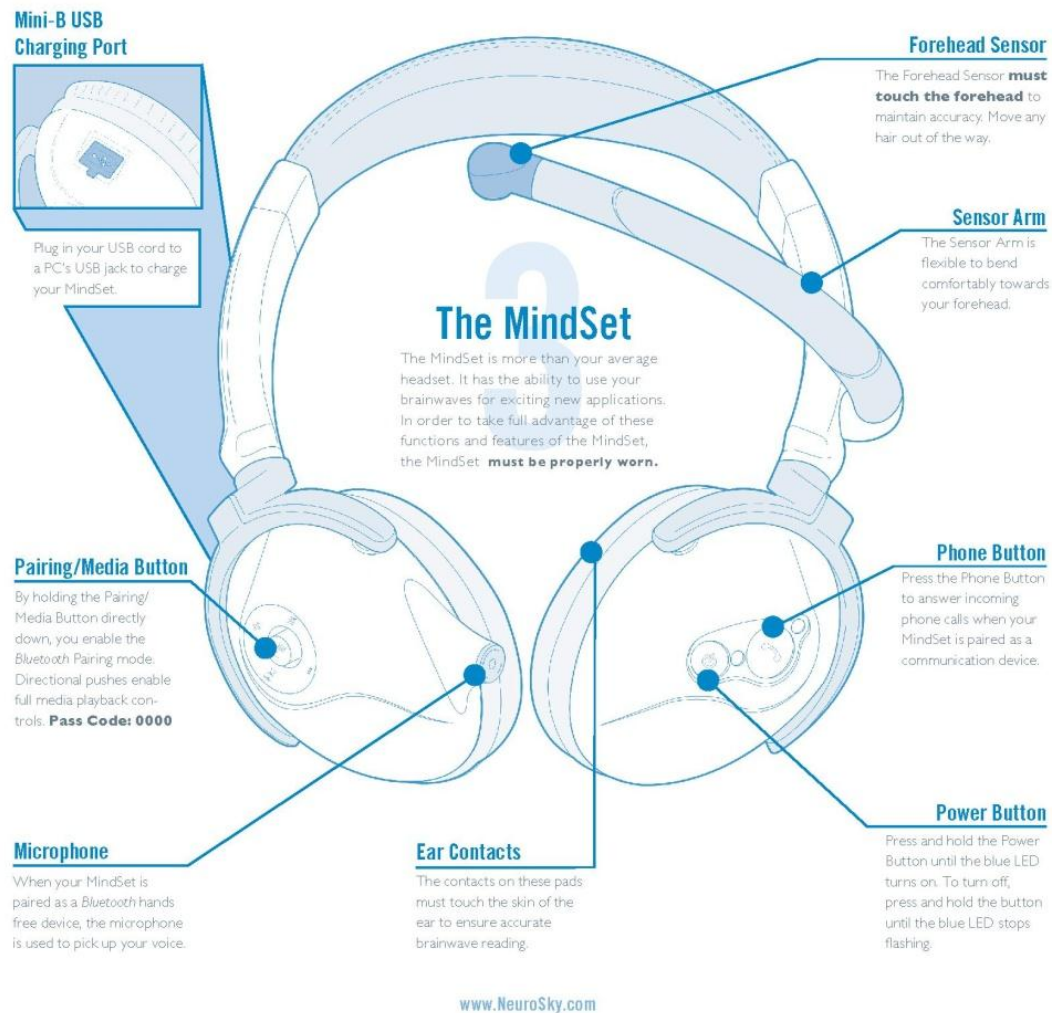 Mini-B USB
Charging Port
Plug in your USB cord to
a PC's USB jack to charge
your MindSet.
Forehead Sensor
The Forehead Sensor must
touch the forehead to
maintain accuracy. Move any
hair out of the way.
Sensor Arm
The Sensor Arm is
flexible to bend
comfortably towards
your forehead.
3
The MindSet
The MindSet is more than your average
headset. It has the ability to use your
brainwaves for exciting new applications.
In order to take full advantage of these
functions and features of the MindSet,
the MindSet must be properly worn.
Pairing/Media Button
By holding the Pairing/
Media Button directly
down, you enable the
Bluetooth Pairing mode.
Directional pushes enable
full media playback con-
trols. Pass Code: 0000
Phone Button
Press the Phone Button
to answer incoming
phone calls when your
MindSet is paired as a
communication device.
Microphone
When your MindSet is
paired as a Bluetooth hands
free device, the microphone
is used to pick up your voice.
Ear Contacts
The contacts on these pads
must touch the skin of the
ear to ensure accurate
brainwave reading.
Power Button
Press and hold the Power
Button until the blue LED
turns on. To turn off,
press and hold the button
until the blue LED stops
flashing.
www.NeuroSky.com